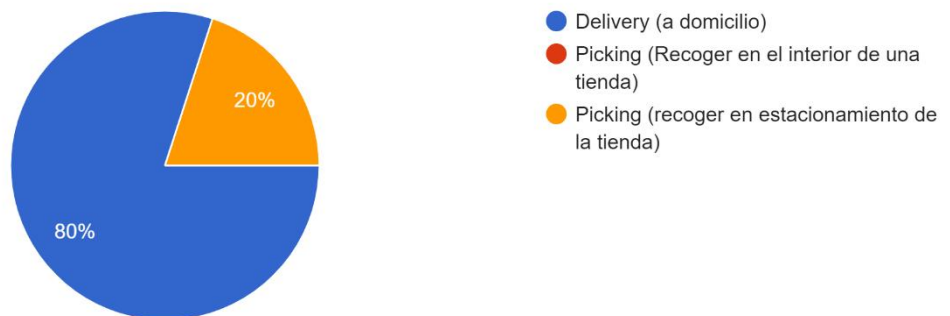 20%
80%
Delivery (a domicilio)
Picking (Recoger en el interior de una
tienda)
Picking (recoger en estacionamiento de
la tienda)